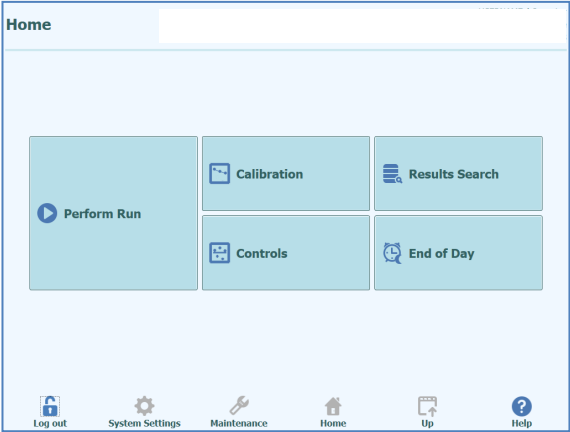 Home
Perform Run
Calibration
Results Search
Controls
End of Day
Log out
System Settings
Maintenance
Home
Up
Help